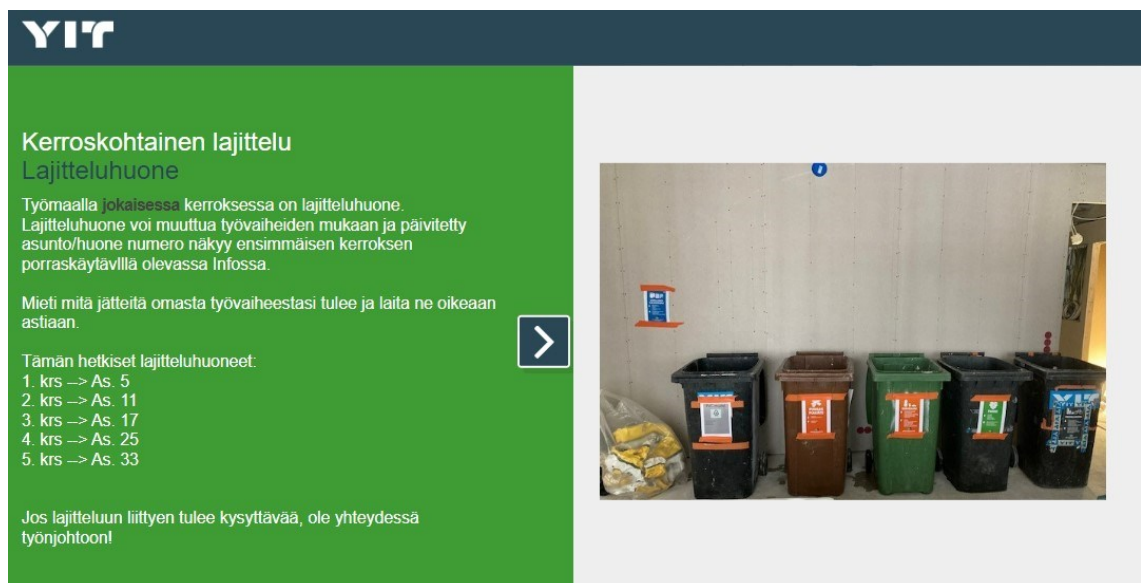 YIT
Kerroskohtainen lajittelu
Lajitteluhuone
Työmaalla jokaisessa kerroksessa on lajitteluhuone.
Lajitteluhuone voi muuttua työvaiheiden mukaan ja päivitetty
asunto/huone numero näkyy ensimmäisen kerroksen
porraskäytävlllä olevassa Infossa.
Mieti mitä jätteitä omasta työvaiheestasi tulee ja laita ne oikeaan
astiaan.
Tämän hetkiset lajitteluhuoneet:
1. krs --> As. 5
2. krs --> As. 11
3. krs --> As. 17
4. krs --> As. 25
5. krs --> As. 33
Jos lajitteluun liittyen tulee kysyttävää, ole yhteydessä
työnjohtoon!
YIT